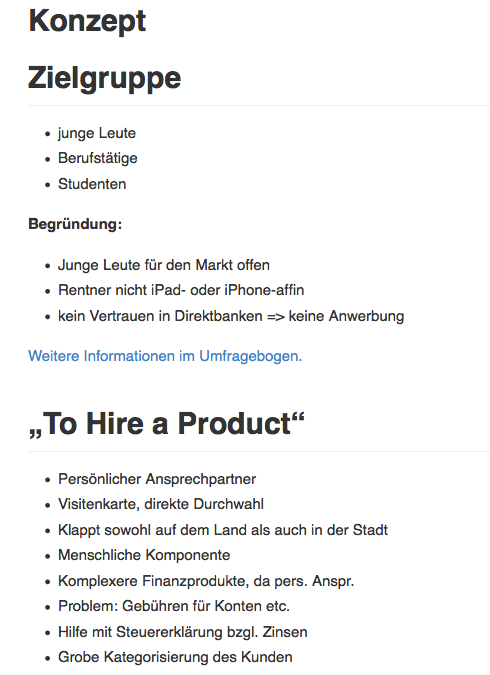 Konzept
Zielgruppe
• junge Leute
• Berufstätige
• Studenten
Begründung:
• Junge Leute für den Markt offen
• Rentner nicht iPad- oder iPhone-affin
• kein Vertrauen in Direktbanken => keine Anwerbung
Weitere Informationen im Umfragebogen.
„To Hire a Product“
• Persönlicher Ansprechpartner
• Visitenkarte, direkte Durchwahl
• Klappt sowohl auf dem Land als auch in der Stadt
• Menschliche Komponente
• Komplexere Finanzprodukte, da pers. Anspr.
• Problem: Gebühren für Konten etc.
• Hilfe mit Steuererklärung bzgl. Zinsen
• Grobe Kategorisierung des Kunden